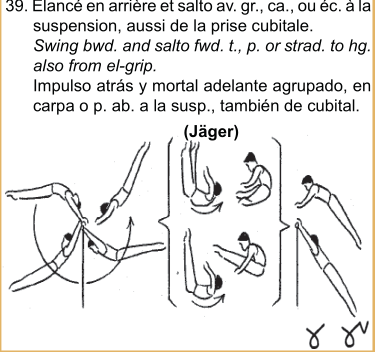 39. Elancé en arrière et salto av. gr., ca., ou éc. à la
suspension, aussi de la prise cubitale.
Swing bwd. and salto fwd. t., p. or strad. to hg.
also from el-grip.
Impulso atrás y mortal adelante agrupado, en
carpa o p. ab. a la susp., también de cubital.
(Jäger)